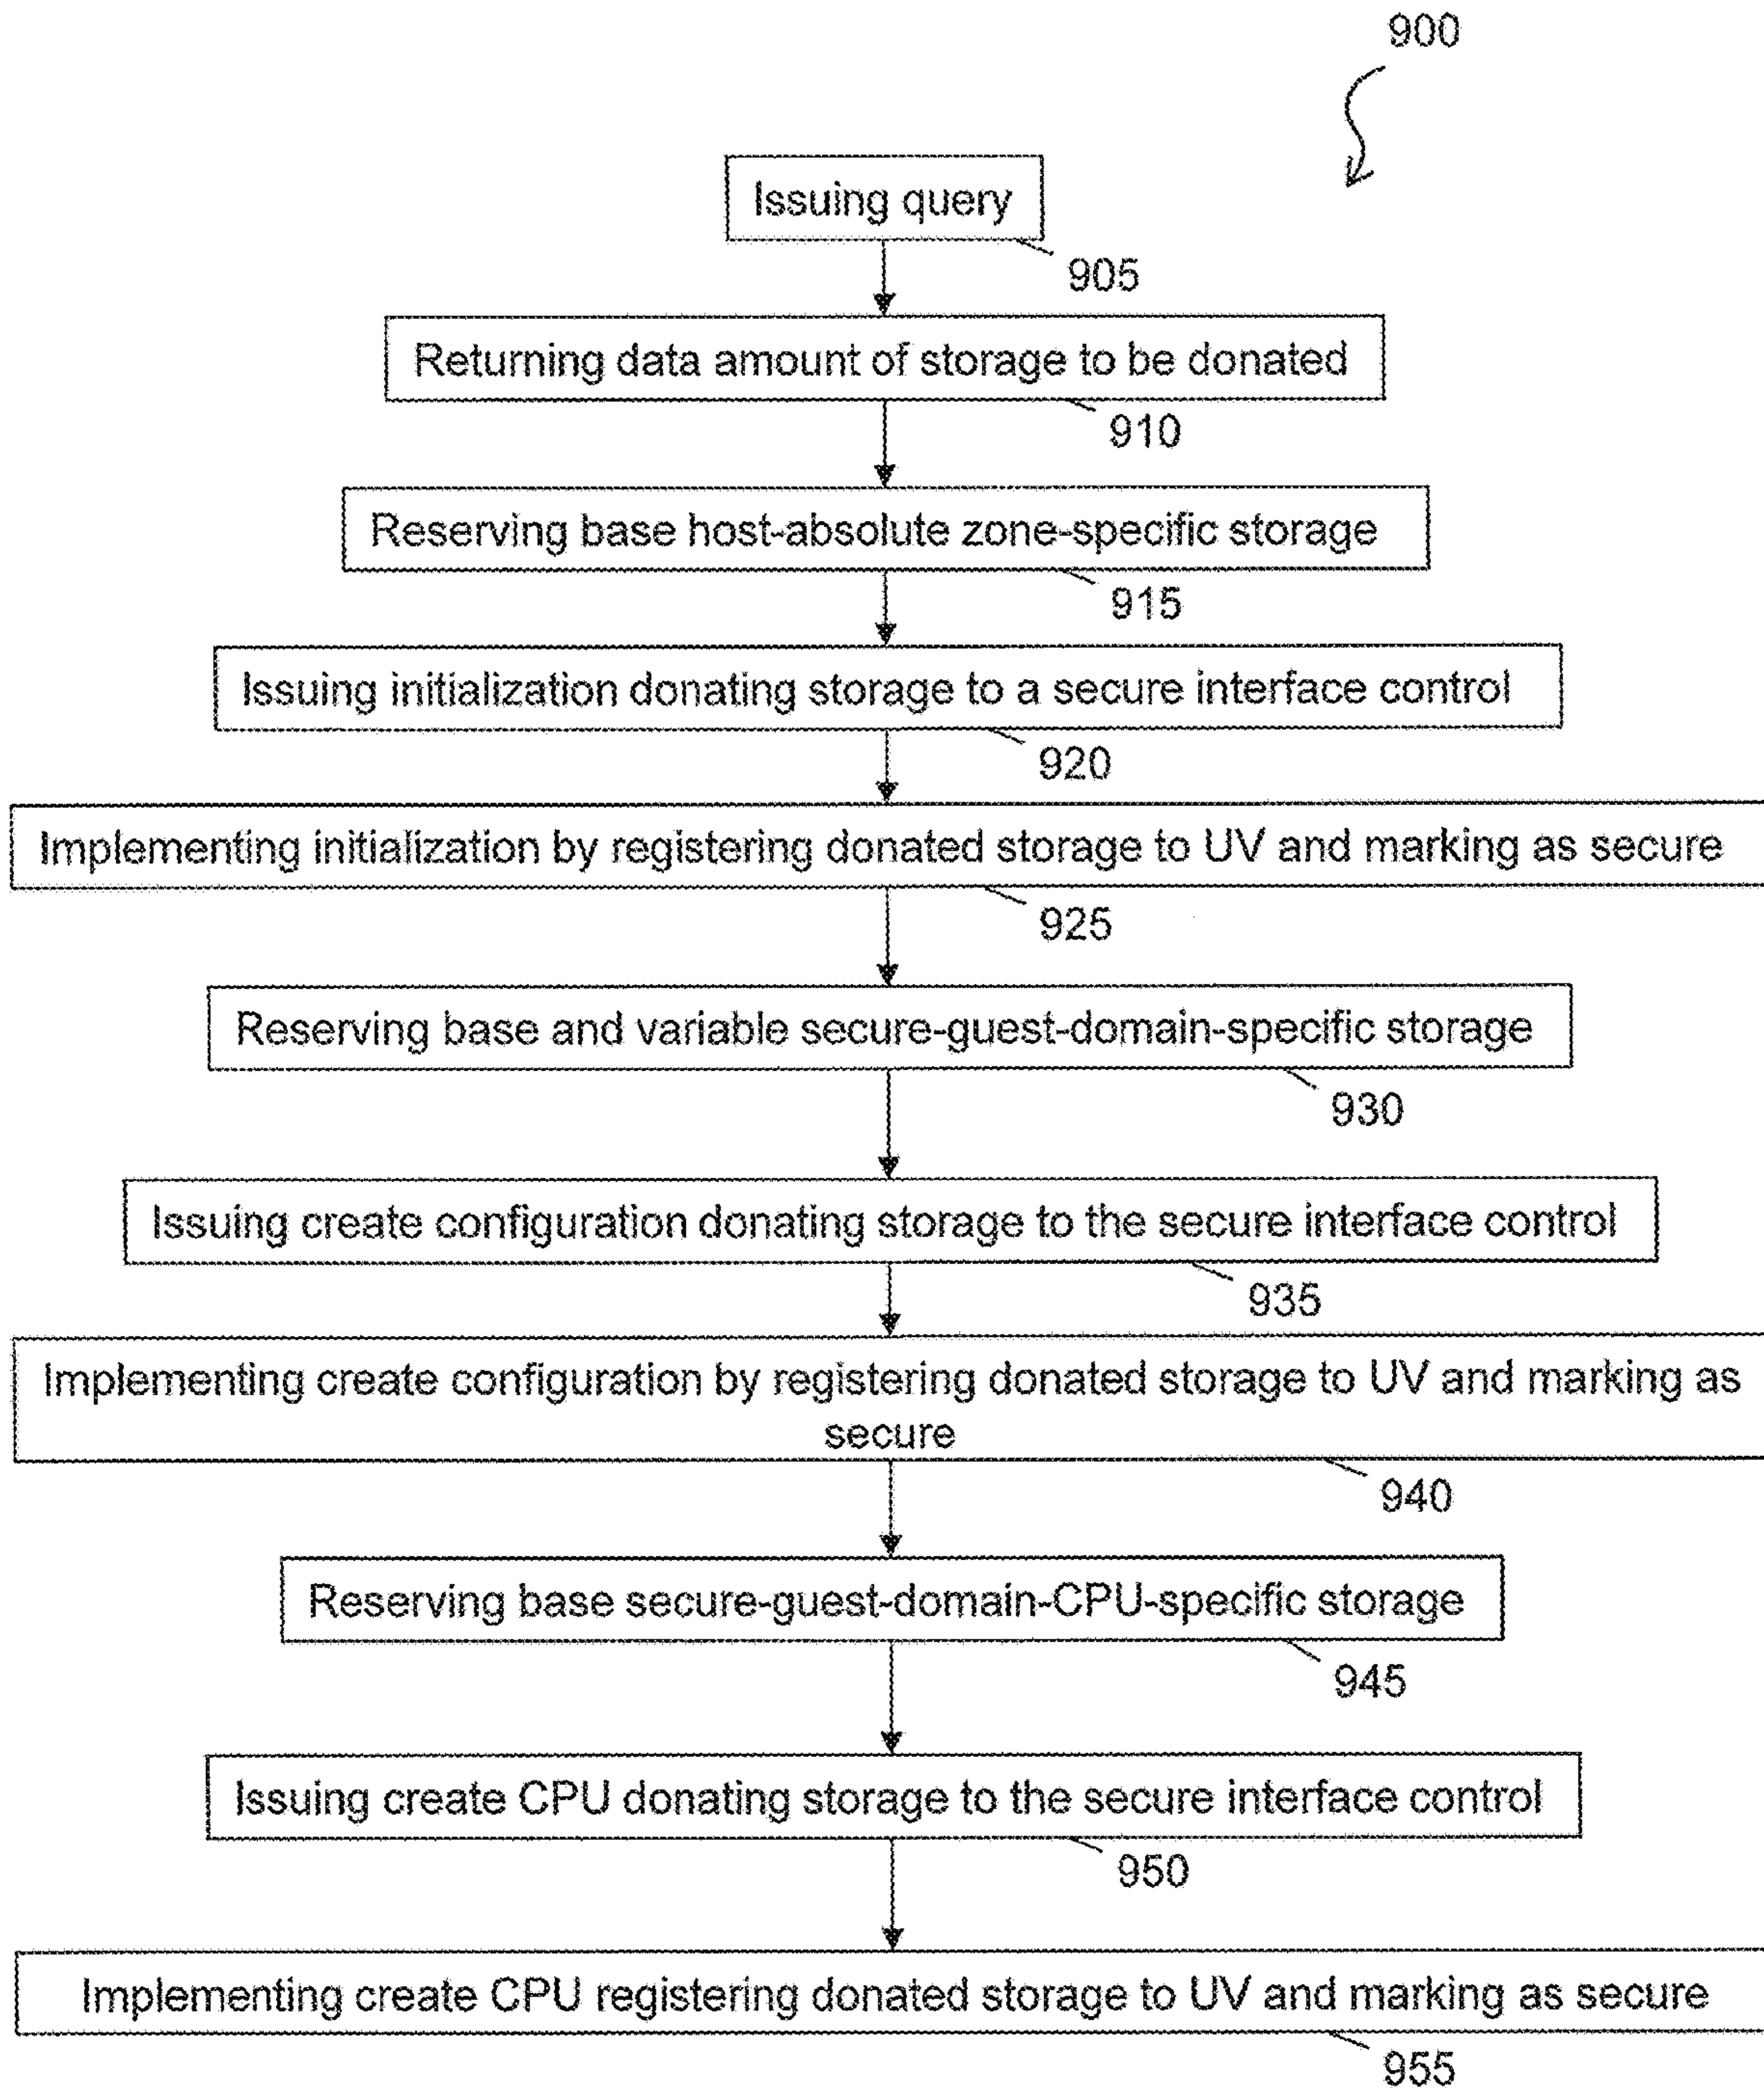 900
Issuing query
905
Returning data amount of storage to be donated
910
Reserving base host-absolute zone-specific storage
915
Issuing initialization donating storage to a secure interface control
920
Implementing initialization by registering donated storage to UV and marking as secure
925
Reserving base and variable secure-guest-domain-specific storage
930
Issuing create configuration donating storage to the secure interface control
935
Implementing create configuration by registering donated storage to UV and marking as
secure
940
Reserving base secure-guest-domain-CPU-specific storage
945
Issuing create CPU donating storage to the secure interface control
950
Implementing create CPU registering donated storage to UV and marking as secure
955